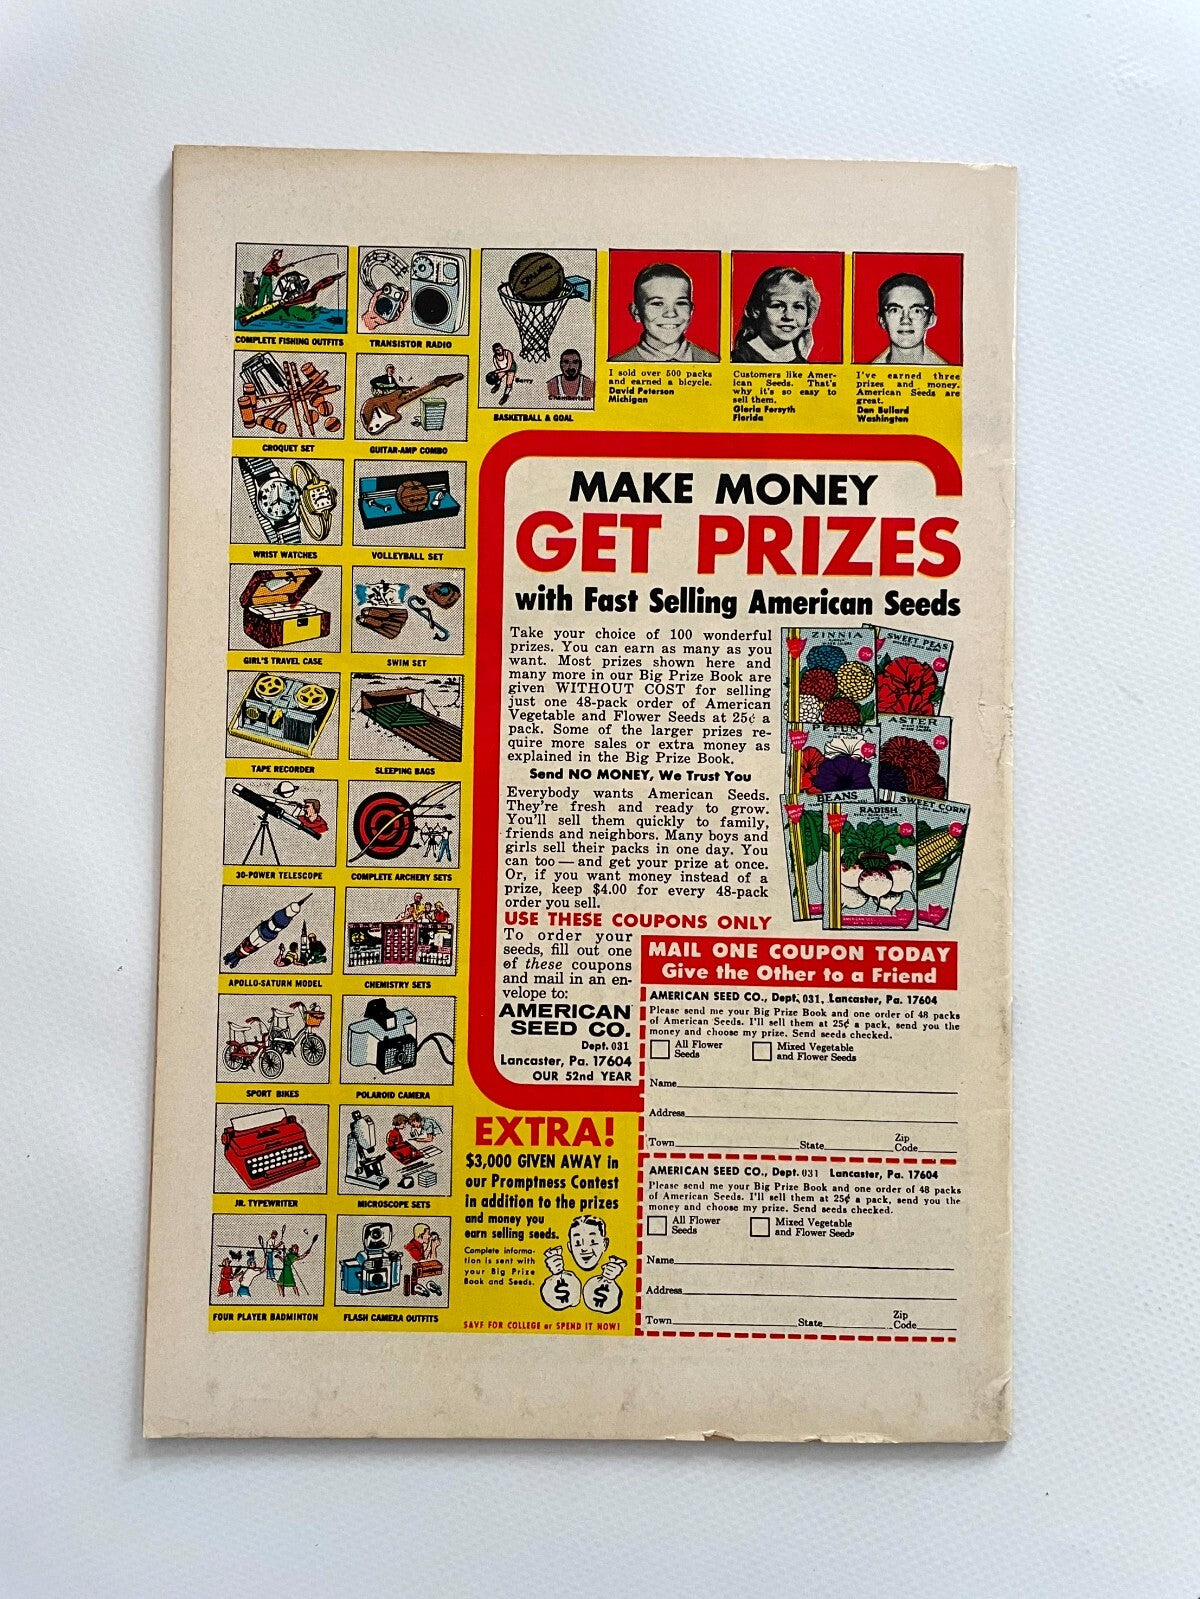 COMPLETE FISHING OUTFITS
TRANSISTOR RADIO
CROQUET SET
GUITAR-AMP COMBO
WRIST WATCHES
VOLLEYBALL SET
GIRL'S TRAVEL CASE
SWIM SET
TAPE RECORDER
SLEEPING BAGS
30-POWER TELESCOPE
COMPLETE ARCHERY SETS
APOLLO-SATURN MODEL
CHEMISTRY SETS
SPORT BIKES
POLAROID CAMERA
JR. TYPEWRITER
MICROSCOPE SETS
FOUR PLAYER BADMINTON
FLASH CAMERA OUTFITS
SPALDING
Barry
Chamberlain
BASKETBALL & GOAL
I sold over 500 packs
and earned a bicycle.
David Peterson
Michigan
Customers like Amer-
ican Seeds. That's
why it's so easy to
sell them.
Gloria Forsyth
Florida
I've earned three
prizes and money.
American Seeds are
great.
Dan Bullard
Washington
MAKE MONEY
GET PRIZES
with Fast Selling American Seeds
Take your choice of 100 wonderful
prizes. You can earn as many as you
want. Most prizes shown here and
many more in our Big Prize Book are
given WITHOUT COST for selling
just one 48-pack order of American
Vegetable and Flower Seeds at 25¢ a
pack. Some of the larger prizes re-
quire more sales or extra money as
explained in the Big Prize Book.
Send NO MONEY, We Trust You
Everybody wants American Seeds.
They're fresh and ready to grow.
You'll sell them quickly to family,
friends and neighbors. Many boys and
girls sell their packs in one day. You
can too — and get your prize at once.
Or, if you want money instead of a
prize, keep $4.00 for every 48-pack
order you sell.
USE THESE COUPONS ONLY
To order your
seeds, fill out one
of these coupons
and mail in an en-
velope to:
AMERICAN
SEED CO.
Dept. 031
Lancaster, Pa. 17604
OUR 52nd YEAR
ZINNIA
SWEET PEAS
PETUNIA
ASTER
BEANS
RADISH
SWEET CORN
MAIL ONE COUPON TODAY
Give the Other to a Friend
AMERICAN SEED CO., Dept. 031, Lancaster, Pa. 17604
Please send me your Big Prize Book and one order of 48 packs
of American Seeds. I'll sell them at 25¢ a pack, send you the
money and choose my prize. Send seeds checked.
All Flower
Seeds
Mixed Vegetable
and Flower Seeds
Name
Address
Town State Zip
Code
AMERICAN SEED CO., Dept. 031 Lancaster, Pa. 17604
Please send me your Big Prize Book and one order of 48 packs
of American Seeds. I'll sell them at 25¢ a pack, send you the
money and choose my prize. Send seeds checked.
All Flower
Seeds
Mixed Vegetable
and Flower Seeds
Name
Address
Town State Zip
Code
EXTRA!
$3,000 GIVEN AWAY in
our Promptness Contest
in addition to the prizes
and money you
earn selling seeds.
Complete informa-
tion is sent with
your Big Prize
Book and Seeds.
$ $
SAVE FOR COLLEGE or SPEND IT NOW!